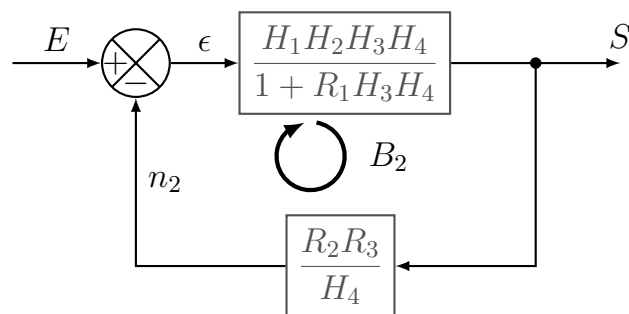 E
+
−
ϵ
H₁H₂H₃H₄
1 + R₁H₃H₄
S
B₂
n₂
R₂R₃
H₄